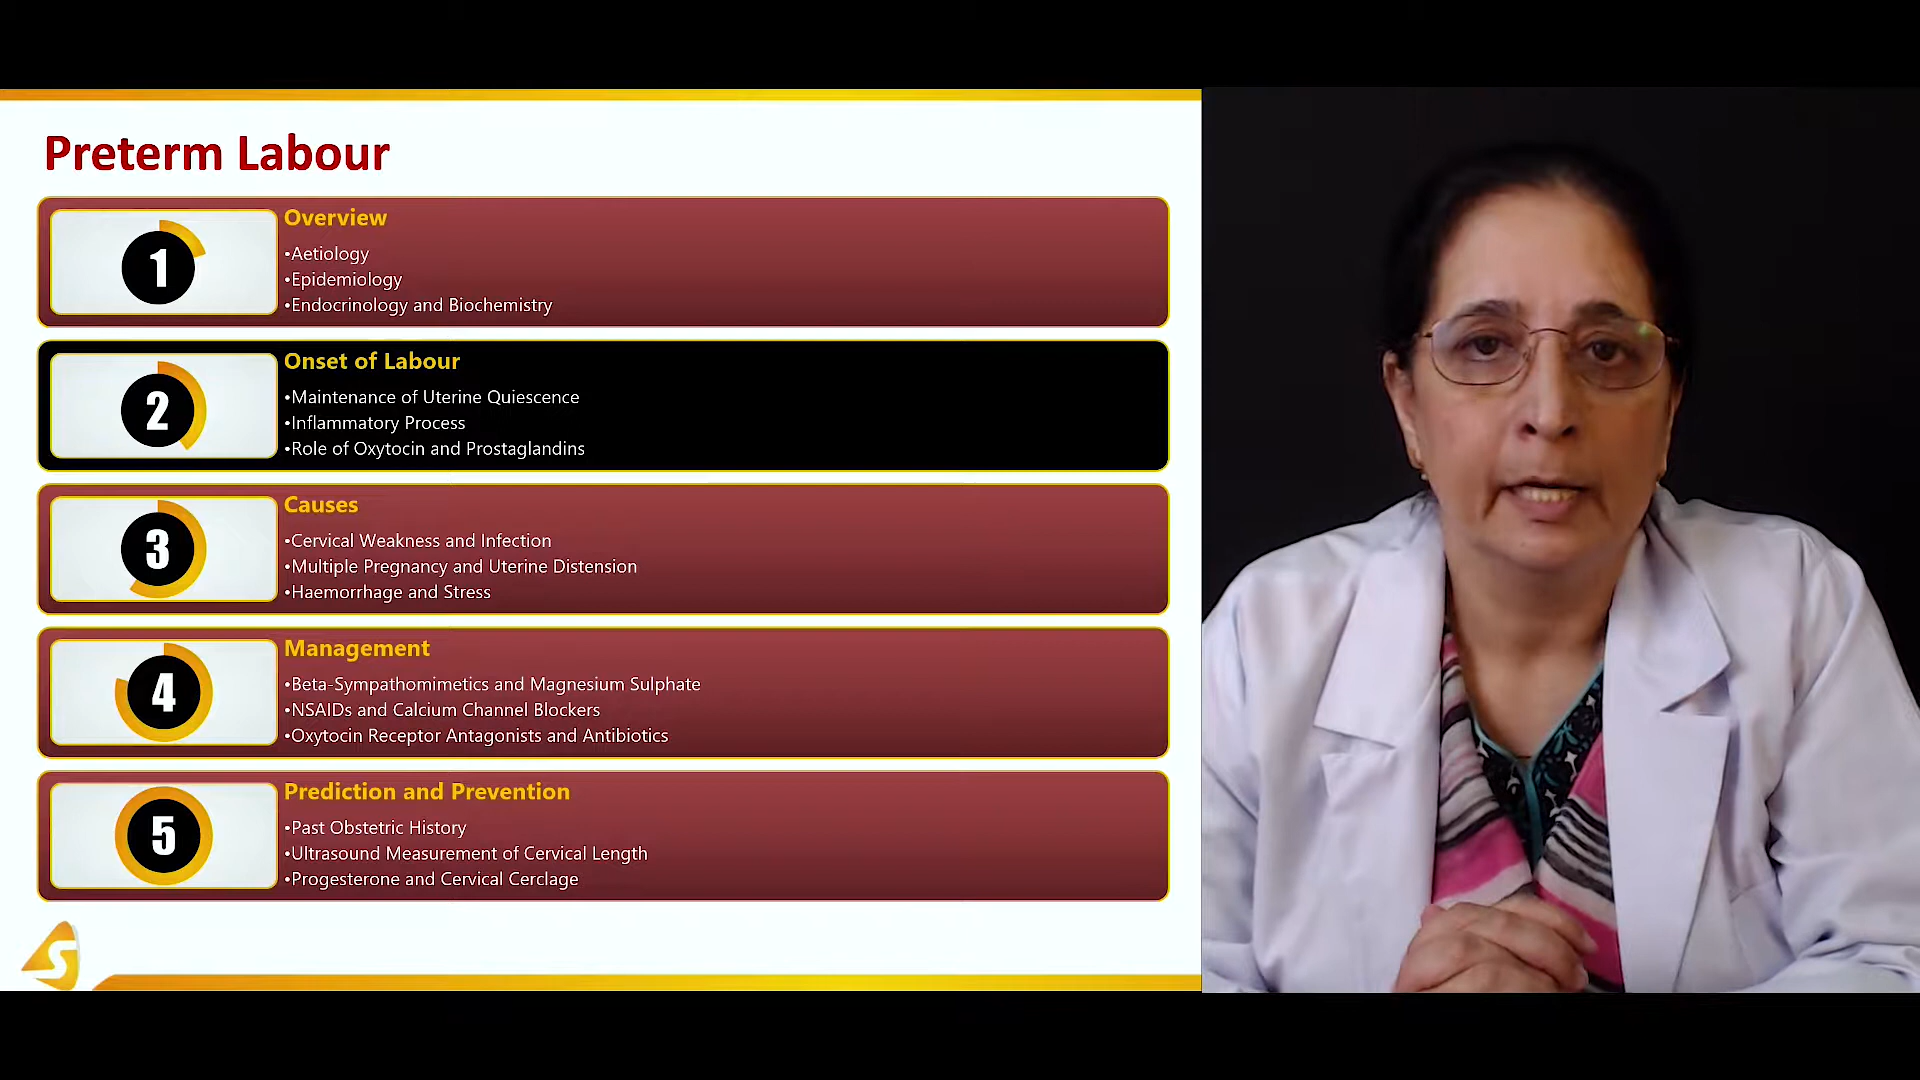 Preterm Labour
1
Overview
•Aetiology
•Epidemiology
•Endocrinology and Biochemistry
2
Onset of Labour
•Maintenance of Uterine Quiescence
•Inflammatory Process
•Role of Oxytocin and Prostaglandins
3
Causes
•Cervical Weakness and Infection
•Multiple Pregnancy and Uterine Distension
•Haemorrhage and Stress
4
Management
•Beta-Sympathomimetics and Magnesium Sulphate
•NSAIDs and Calcium Channel Blockers
•Oxytocin Receptor Antagonists and Antibiotics
5
Prediction and Prevention
•Past Obstetric History
•Ultrasound Measurement of Cervical Length
•Progesterone and Cervical Cerclage
S